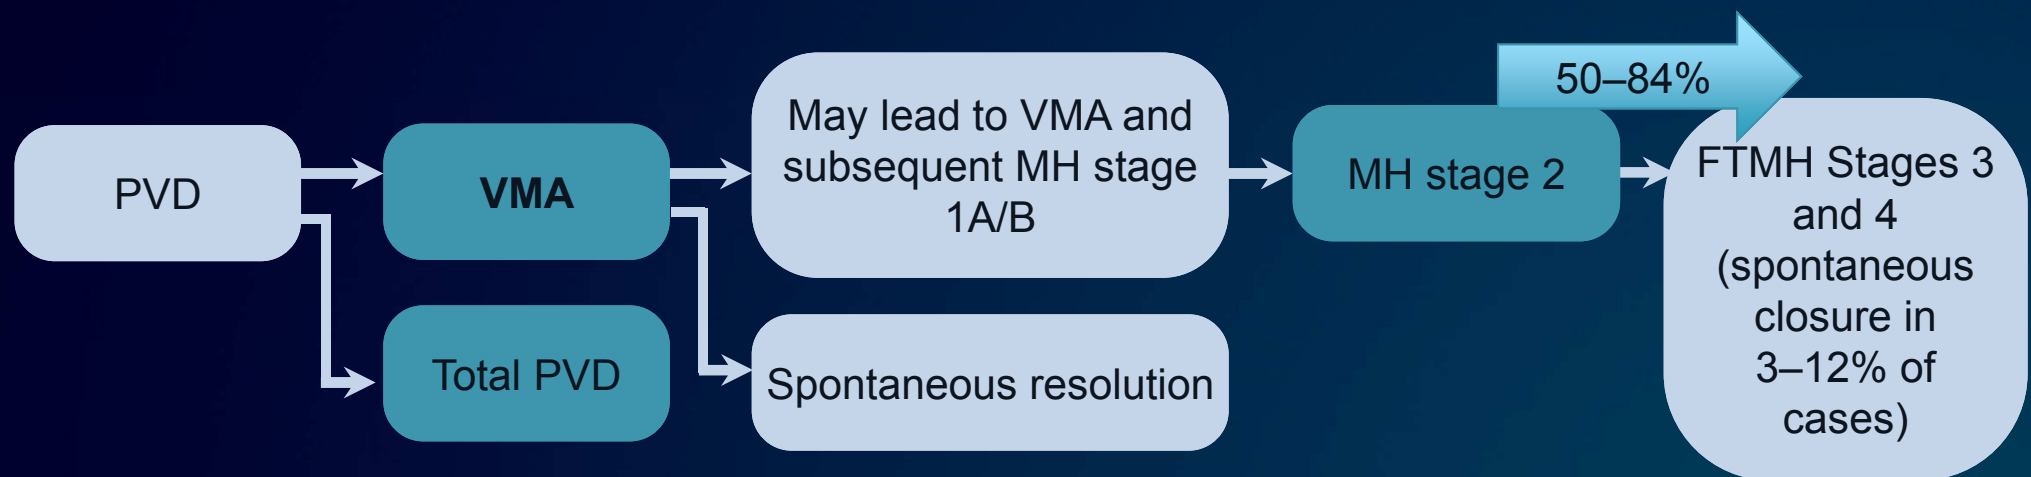 PVD
VMA
Total PVD
May lead to VMA and
subsequent MH stage
1A/B
Spontaneous resolution
MH stage 2
50–84%
FTMH Stages 3
and 4
(spontaneous
closure in
3–12% of
cases)